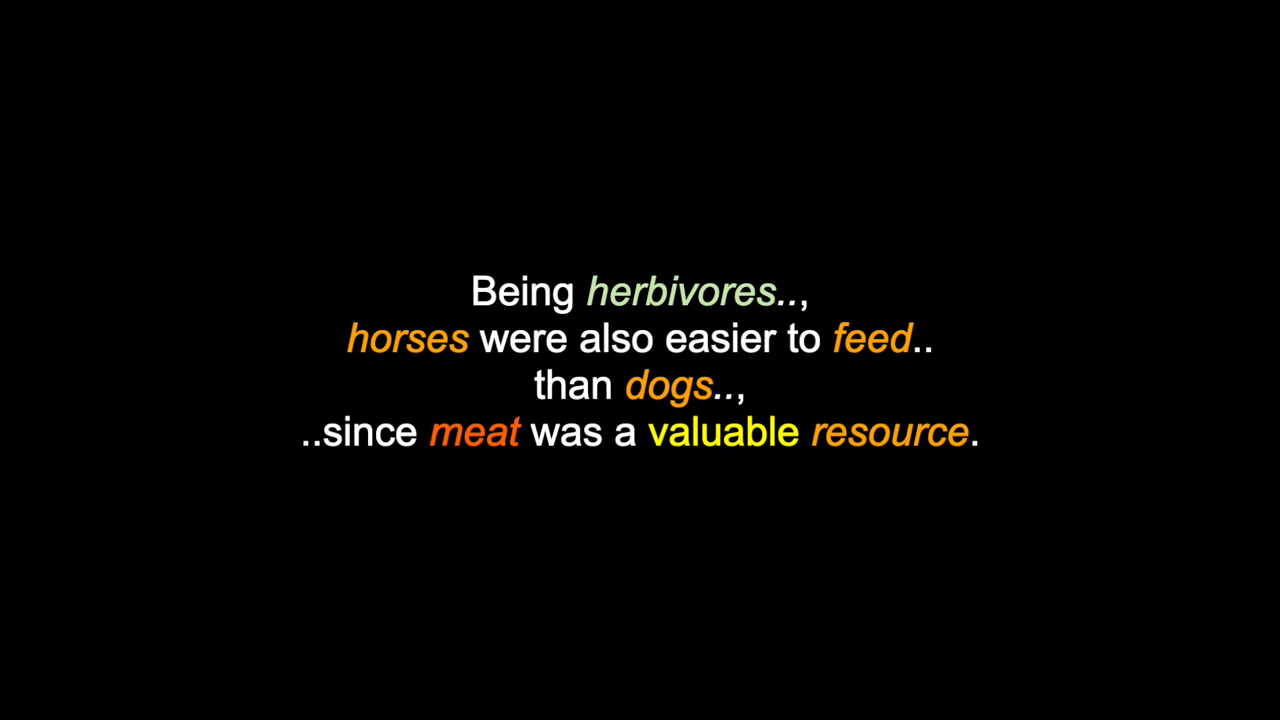 Being herbivores..,
horses were also easier to feed..
than dogs..,
..since meat was a valuable resource.